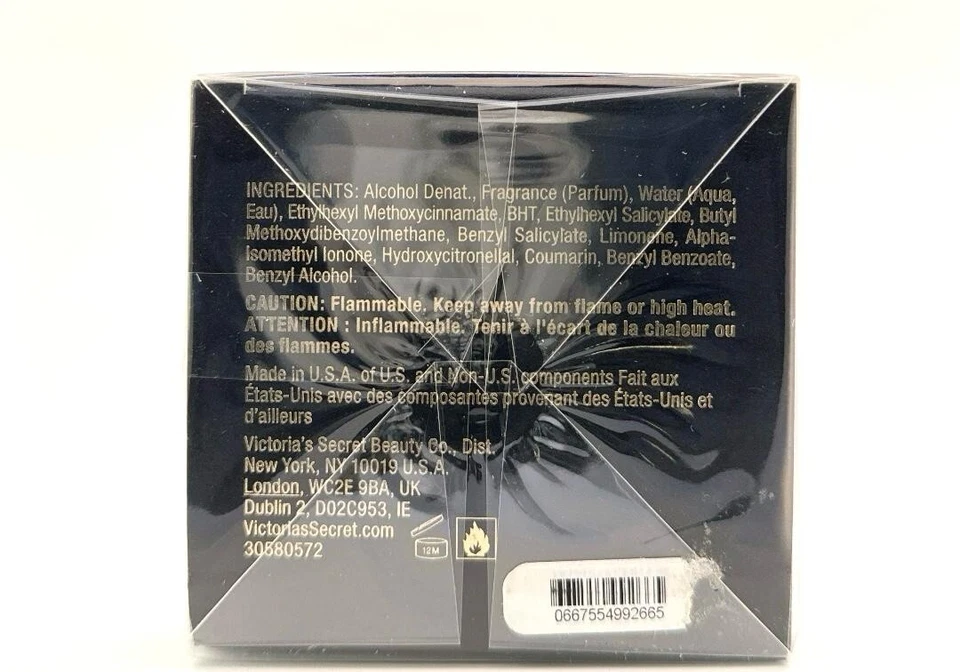 INGREDIENTS: Alcohol Denat., Fragrance (Parfum), Water (Aqua,
Eau), Ethylhexyl Methoxycinnamate, BHT, Ethylhexyl Salicylate, Butyl
Methoxydibenzoylmethane, Benzyl Salicylate, Limonene, Alpha-
Isomethyl Ionone, Hydroxycitronellal, Coumarin, Benzyl Benzoate,
Benzyl Alcohol.
CAUTION: Flammable. Keep away from flame or high heat.
ATTENTION : Inflammable. Tenir à l'écart de la chaleur ou
des flammes.
Made in U.S.A. of U.S. and Non-U.S. components Fait aux
États-Unis avec des composantes provenant des États-Unis et
d'ailleurs
Victoria's Secret Beauty Co., Dist.
New York, NY 10019 U.S.A.
London, WC2E 9BA, UK
Dublin 2, D02C953, IE
VictoriasSecret.com
30580572
12M
0667554992665